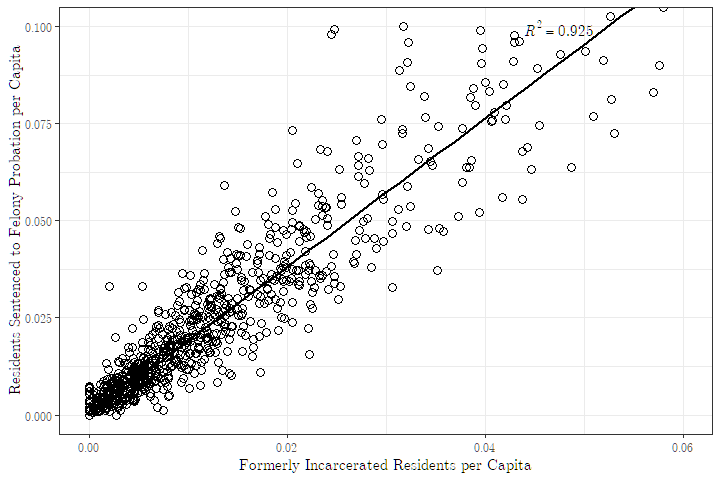 R² = 0.925
Residents Sentenced to Felony Probation per Capita
0.100
0.075
0.050
0.025
0.000
0.00 0.02 0.04 0.06
Formerly Incarcerated Residents per Capita